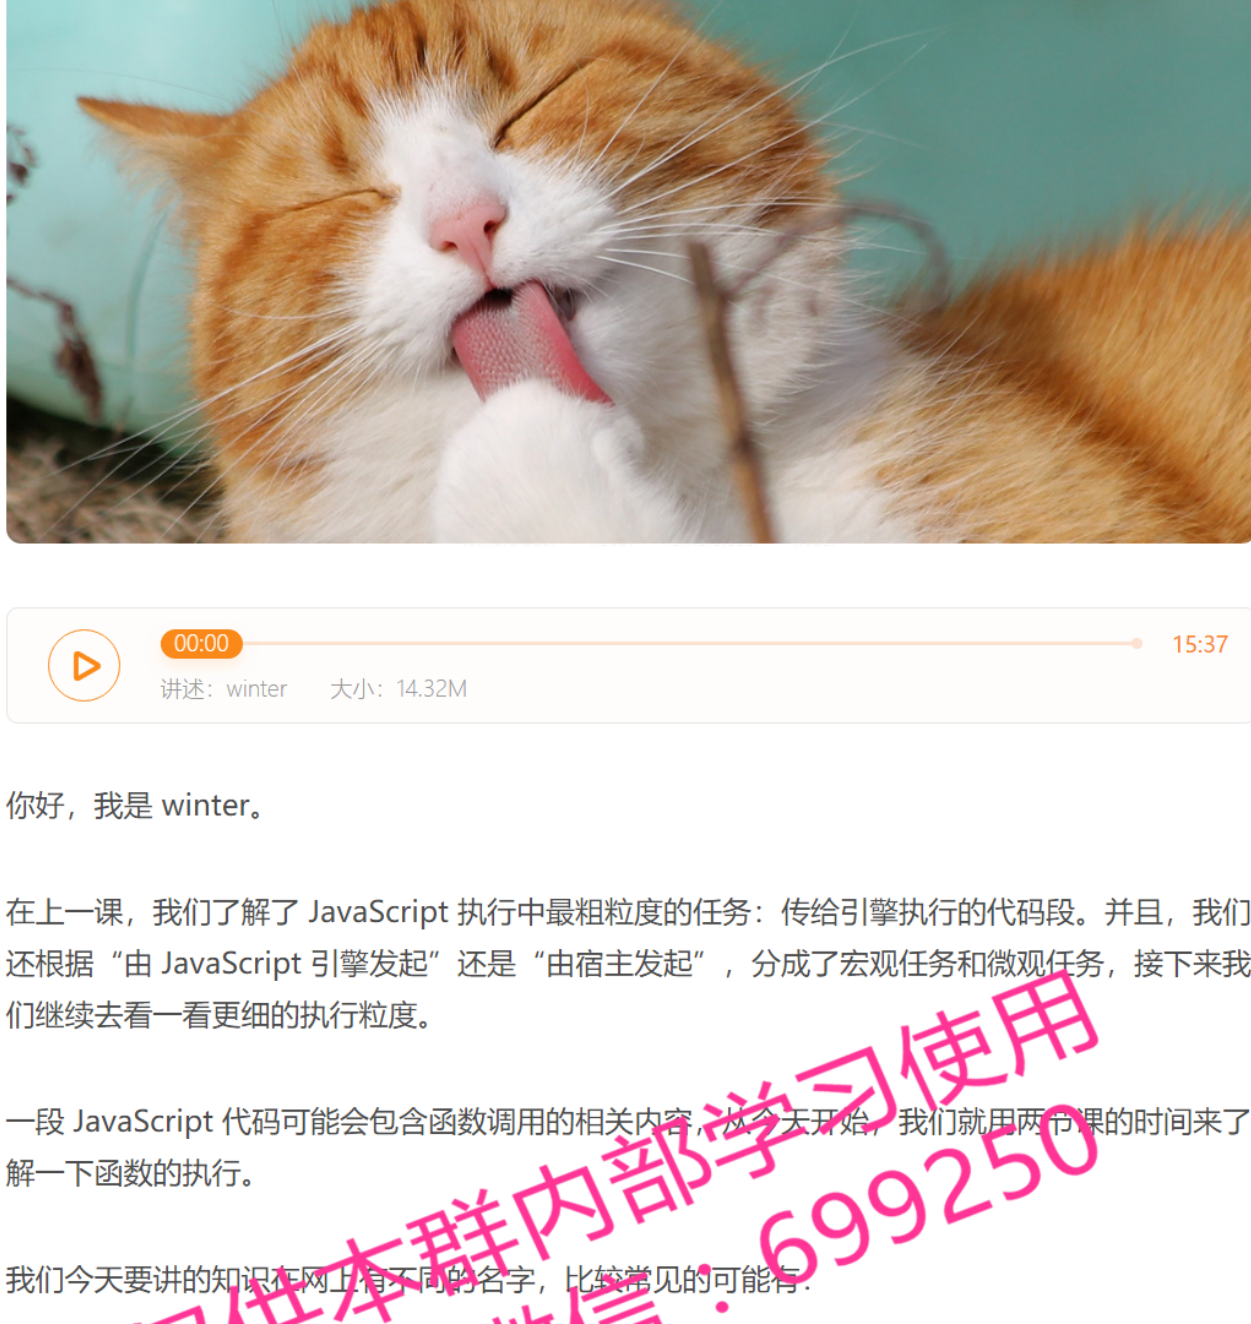 00:00
15:37
讲述：winter 大小：14.32M
你好，我是 winter。
在上一课，我们了解了 JavaScript 执行中最粗粒度的任务：传给引擎执行的代码段。并且，我们
还根据“由 JavaScript 引擎发起”还是“由宿主发起”，分成了宏观任务和微观任务，接下来我
们继续去看一看更细的执行粒度。
一段 JavaScript 代码可能会包含函数调用的相关内容，从今天开始，我们就用两节课的时间来了
解一下函数的执行。
我们今天要讲的知识在网上有不同的名字，比较常见的可能有：
供本群内部学习使用
微信：699250